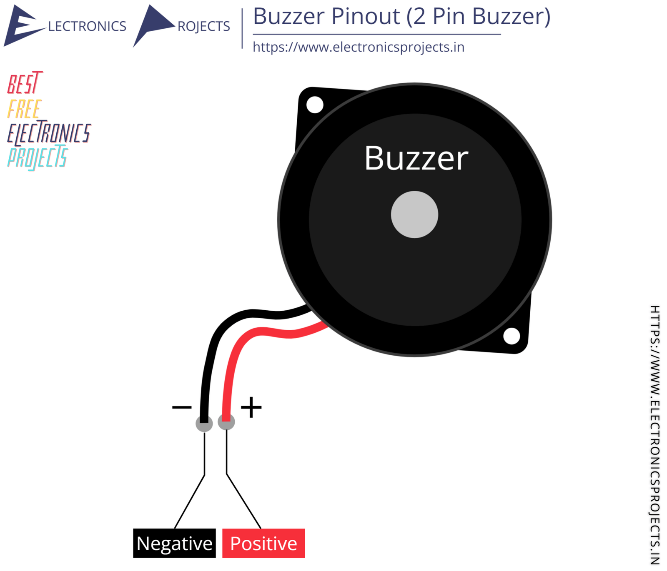 ELECTRONICS PROJECTS
Buzzer Pinout (2 Pin Buzzer)
https://www.electronicsprojects.in
BEST
FREE
ELECTRONICS
PROJECTS
Buzzer
− +
Negative Positive
HTTPS://WWW.ELECTRONICSPROJECTS.IN